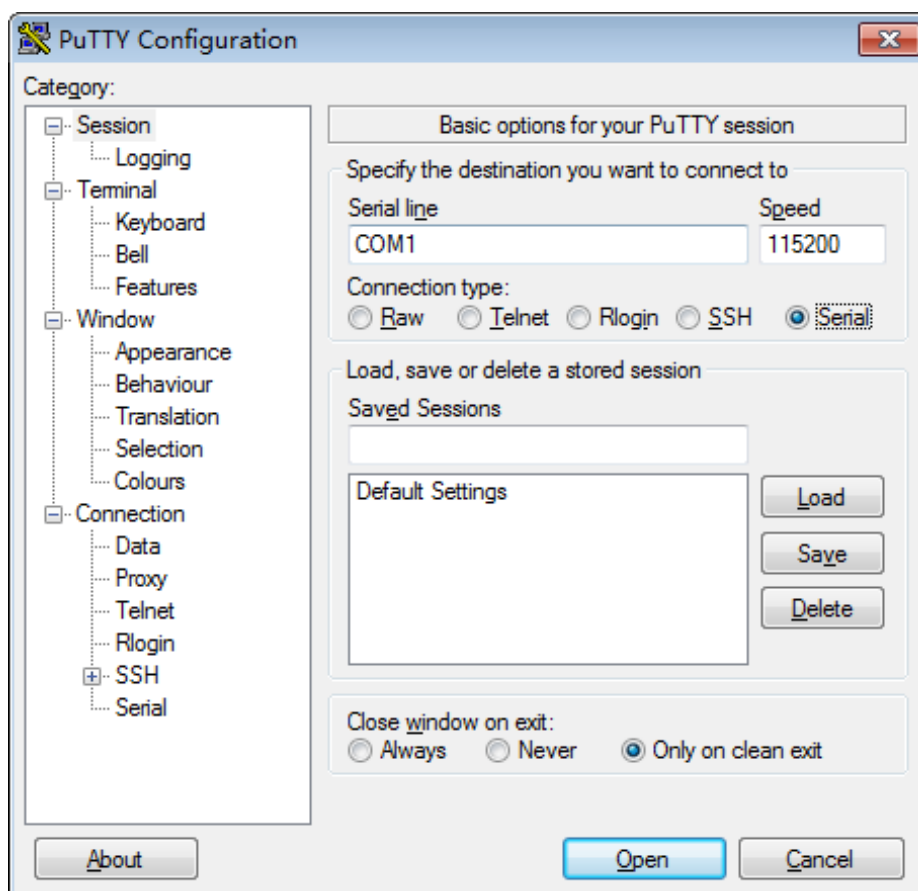 PuTTY Configuration
Category:
Session
Logging
Terminal
Keyboard
Bell
Features
Window
Appearance
Behaviour
Translation
Selection
Colours
Connection
Data
Proxy
Telnet
Rlogin
SSH
Serial
Basic options for your PuTTY session
Specify the destination you want to connect to
Serial line Speed
COM1 115200
Connection type:
Raw Telnet Rlogin SSH Serial
Load, save or delete a stored session
Saved Sessions
Default Settings
Load
Save
Delete
Close window on exit:
Always Never Only on clean exit
About Open Cancel